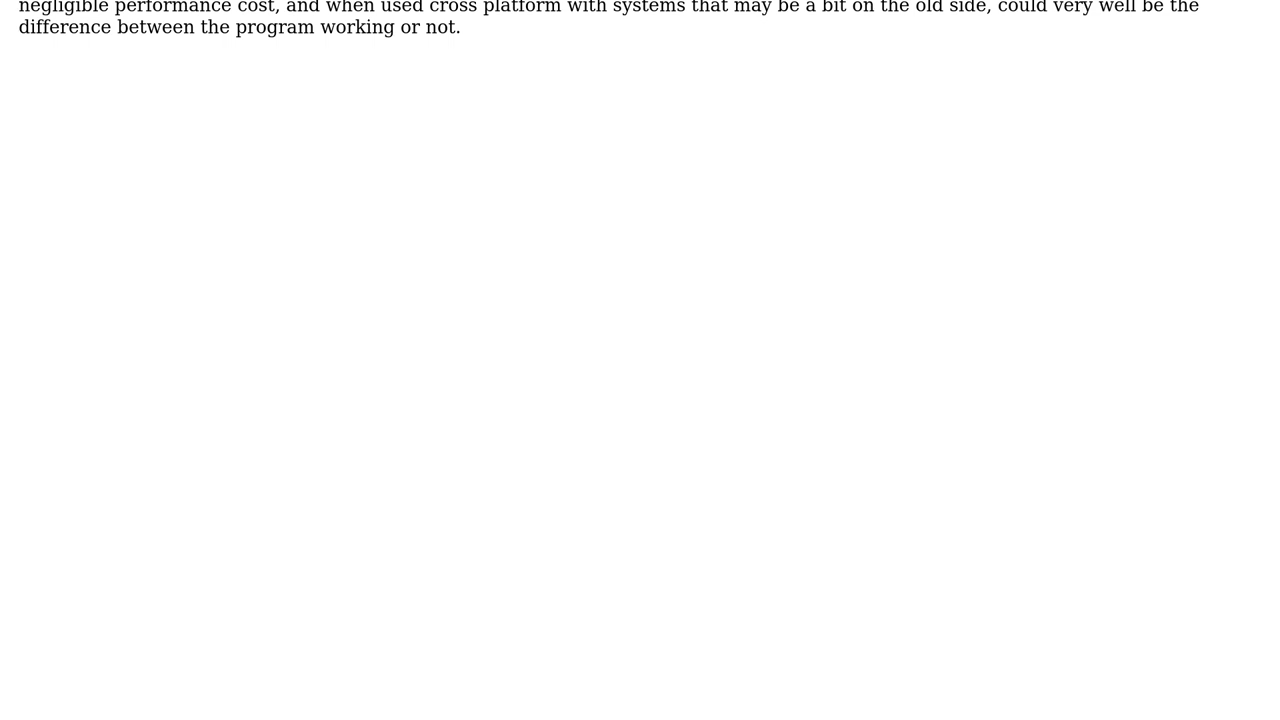 negligible performance cost, and when used cross platform with systems that may be a bit on the old side, could very well be the
difference between the program working or not.